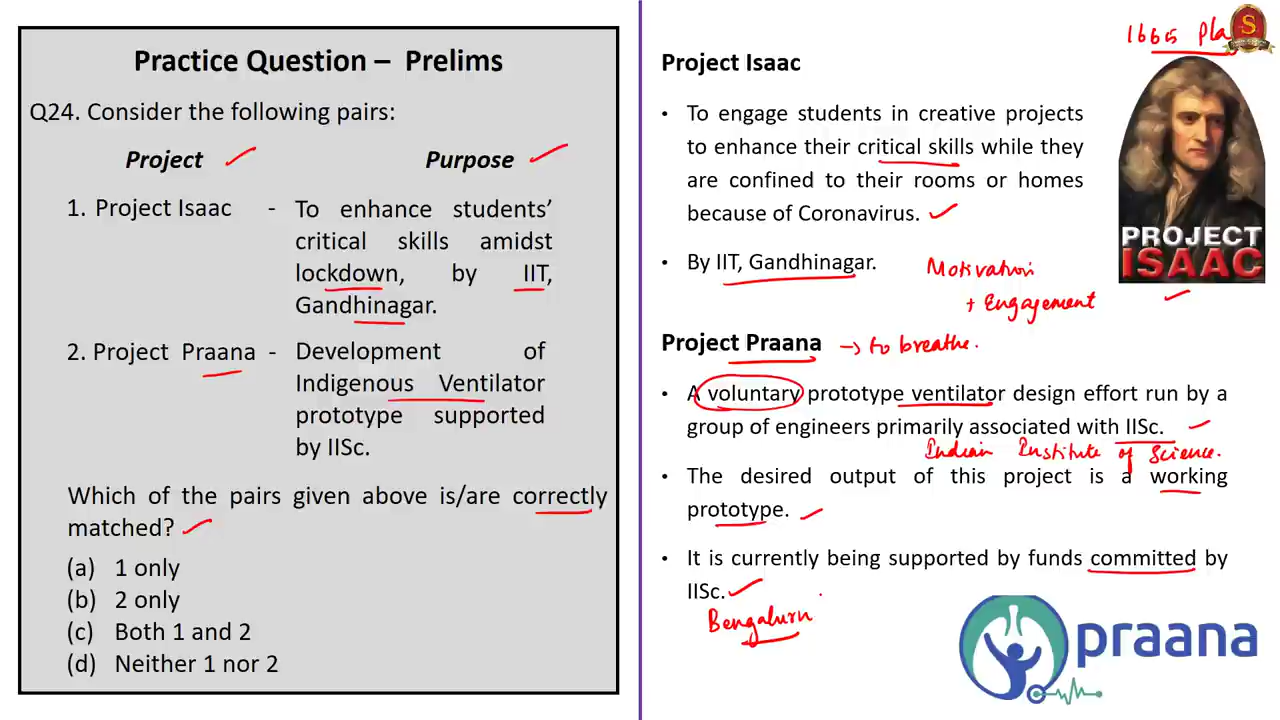 Practice Question – Prelims
Q24. Consider the following pairs:
Project
Purpose
1. Project Isaac - To enhance students'
critical skills amidst
lockdown, by IIT,
Gandhinagar.
2. Project Praana - Development of
Indigenous Ventilator
prototype supported
by IISc.
Which of the pairs given above is/are correctly
matched?
(a) 1 only
(b) 2 only
(c) Both 1 and 2
(d) Neither 1 nor 2
1665 Pla
S
Project Isaac
• To engage students in creative projects
to enhance their critical skills while they
are confined to their rooms or homes
because of Coronavirus.
• By IIT, Gandhinagar.
Motivation
+ Engagement
PROJECT
ISAAC
Project Praana → to breathe.
• A voluntary prototype ventilator design effort run by a
group of engineers primarily associated with IISc.
Indian Institute of Science.
• The desired output of this project is a working
prototype.
• It is currently being supported by funds committed by
IISc.
Bengaluru
praana